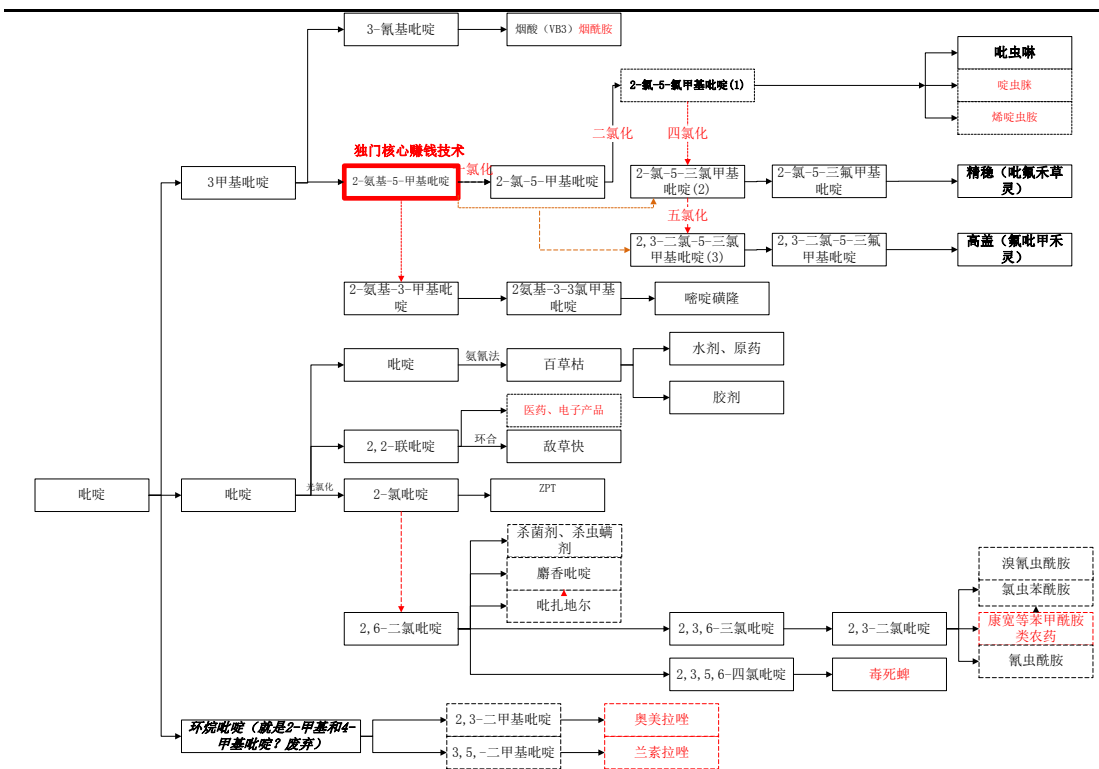 3-氰基吡啶
烟酸（VB3）烟酰胺
吡虫啉
2-氯-5-氯甲基吡啶(1)
啶虫脒
烯啶虫胺
二氯化
四氯化
独门核心赚钱技术
一氯化
3甲基吡啶
2-氨基-5-甲基吡啶
2-氯-5-甲基吡啶
2-氯-5-三氯甲基
吡啶(2)
2-氯-5-三氟甲基
吡啶
精稳（吡氟禾草
灵）
五氯化
2,3-二氯-5-三氯
甲基吡啶(3)
2,3-二氯-5-三氟
甲基吡啶
高盖（氟吡甲禾
灵）
2-氨基-3-甲基吡
啶
2氨基-3-3氯甲基
吡啶
嘧啶磺隆
吡啶
氨氰法
百草枯
水剂、原药
胶剂
2,2-联吡啶
医药、电子产品
环合
敌草快
吡啶
吡啶
光氯化
2-氯吡啶
ZPT
杀菌剂、杀虫螨
剂
麝香吡啶
吡扎地尔
2,6-二氯吡啶
2,3,6-三氯吡啶
2,3-二氯吡啶
溴氰虫酰胺
氯虫苯酰胺
康宽等苯甲酰胺
类农药
氰虫酰胺
2,3,5,6-四氯吡啶
毒死蜱
环烷吡啶（就是2-甲基和4-
甲基吡啶？废弃）
2,3-二甲基吡啶
奥美拉唑
3,5,-二甲基吡啶
兰素拉唑